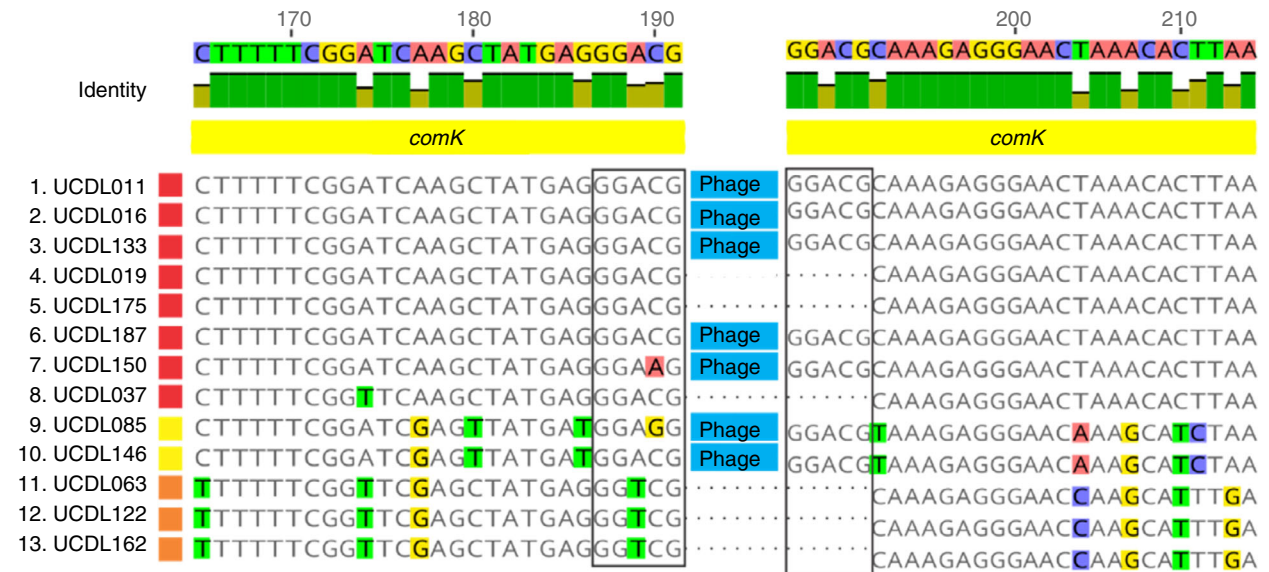 170 180 190 200 210
CTTTTTCGGATCAAGCTATGAGGGACG GGACGCAAAGAGGGAACTAAACACTTAA
Identity
comK comK
1. UCDL011 CTTTTTCGGATCAAGCTATGAGGGACG Phage GGACGCAAAGAGGGAACTAAACACTTAA
2. UCDL016 CTTTTTCGGATCAAGCTATGAGGGACG Phage GGACGCAAAGAGGGAACTAAACACTTAA
3. UCDL133 CTTTTTCGGATCAAGCTATGAGGGACG Phage GGACGCAAAGAGGGAACTAAACACTTAA
4. UCDL019 CTTTTTCGGATCAAGCTATGAGGGACG CAAAGAGGGAACTAAACACTTAA
5. UCDL175 CTTTTTCGGATCAAGCTATGAGGGACG CAAAGAGGGAACTAAACACTTAA
6. UCDL187 CTTTTTCGGATCAAGCTATGAGGGACG Phage GGACGCAAAGAGGGAACTAAACACTTAA
7. UCDL150 CTTTTTCGGATCAAGCTATGAGGGAAG Phage GGACGCAAAGAGGGAACTAAACACTTAA
8. UCDL037 CTTTTTCGGTTCAAGCTATGAGGGACG CAAAGAGGGAACTAAACACTTAA
9. UCDL085 CTTTTTCGGATCGAGTTATGATGGAGG Phage GGACGTAAAGAGGGAACAAAGCATCTAA
10. UCDL146 CTTTTTCGGATCGAGTTATGATGGACG Phage GGACGTAAAGAGGGAACAAAGCATCTAA
11. UCDL063 TTTTTTCGGTTCGAGCTATGAGGGTCG CAAAGAGGGAACCAAGCATTTGA
12. UCDL122 TTTTTTCGGTTCGAGCTATGAGGGTCG CAAAGAGGGAACCAAGCATTTGA
13. UCDL162 TTTTTTCGGTTCGAGCTATGAGGGTCG CAAAGAGGGAACCAAGCATTTGA